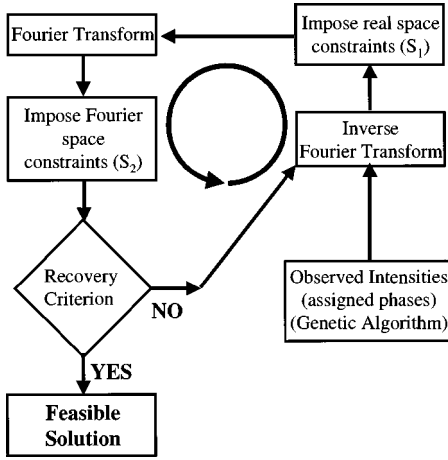 Fourier Transform
Impose real space
constraints (S₁)
Impose Fourier
space
constraints (S₂)
Inverse
Fourier Transform
Recovery
Criterion
NO
Observed Intensities
(assigned phases)
(Genetic Algorithm)
YES
Feasible
Solution